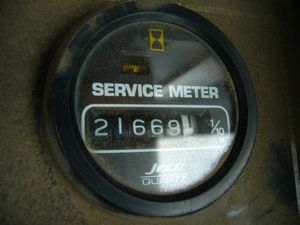 SERVICE METER
21669 1/10
Jeco
QUARTZ